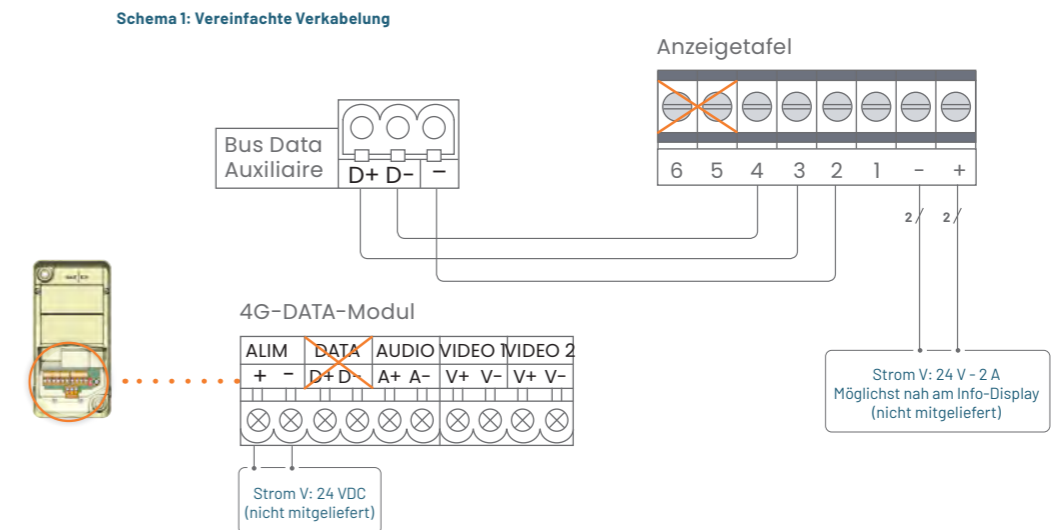 Schema 1: Vereinfachte Verkabelung
Anzeigetafel
Bus Data
Auxiliaire
D+ D- -
6 5 4 3 2 1 - +
2 2
4G-DATA-Modul
ALIM DATA AUDIO VIDEO 1 VIDEO 2
+ - D+ D- A+ A- V+ V- V+ V-
Strom V: 24 V - 2 A
Möglichst nah am Info-Display
(nicht mitgeliefert)
Strom V: 24 VDC
(nicht mitgeliefert)